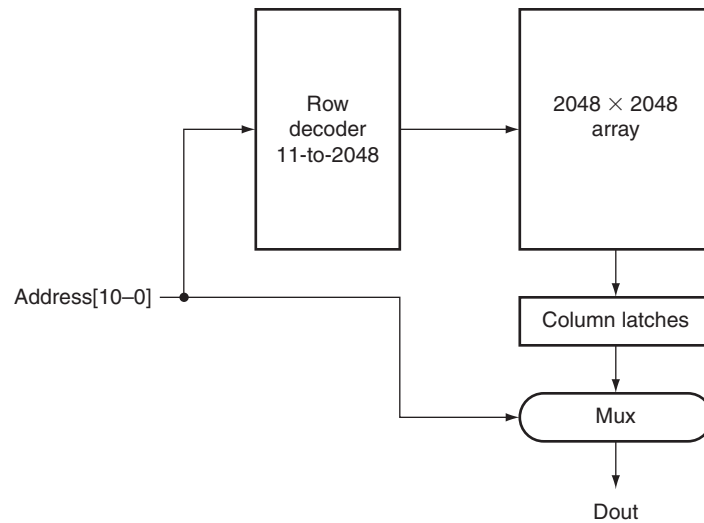 Row
decoder
11-to-2048
2048 × 2048
array
Address[10–0]
Column latches
Mux
Dout